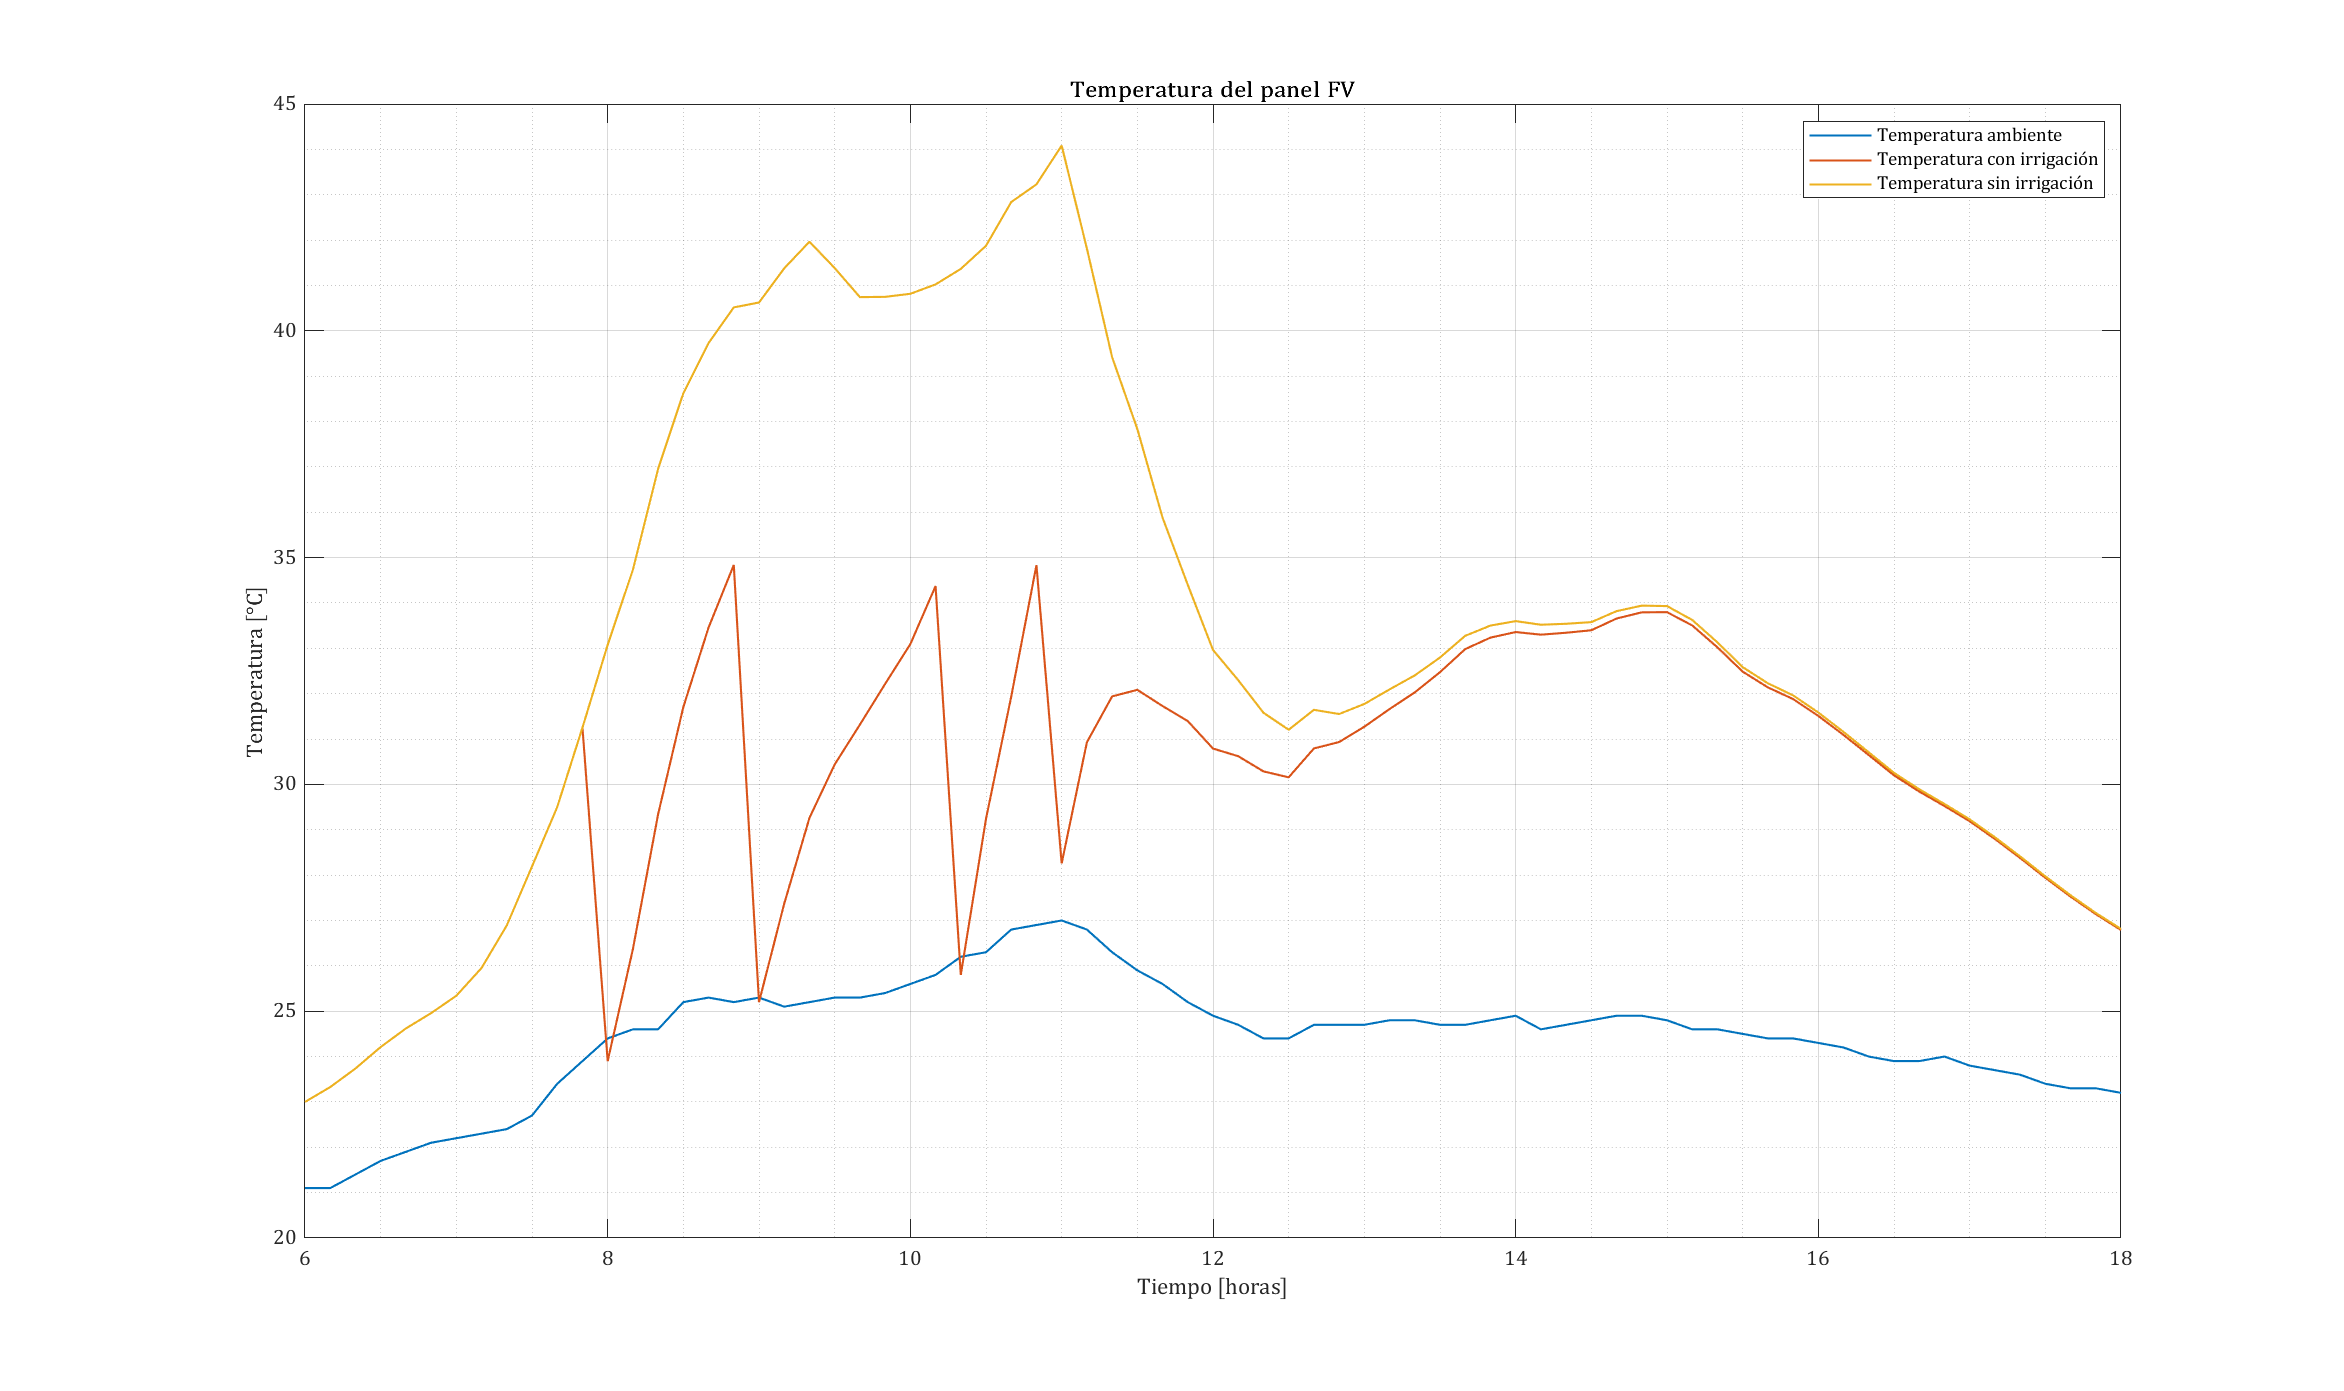 Temperatura del panel FV
45
40
35
30
25
20
Temperatura [°C]
Temperatura ambiente
Temperatura con irrigación
Temperatura sin irrigación
6 8 10 12 14 16 18
Tiempo [horas]